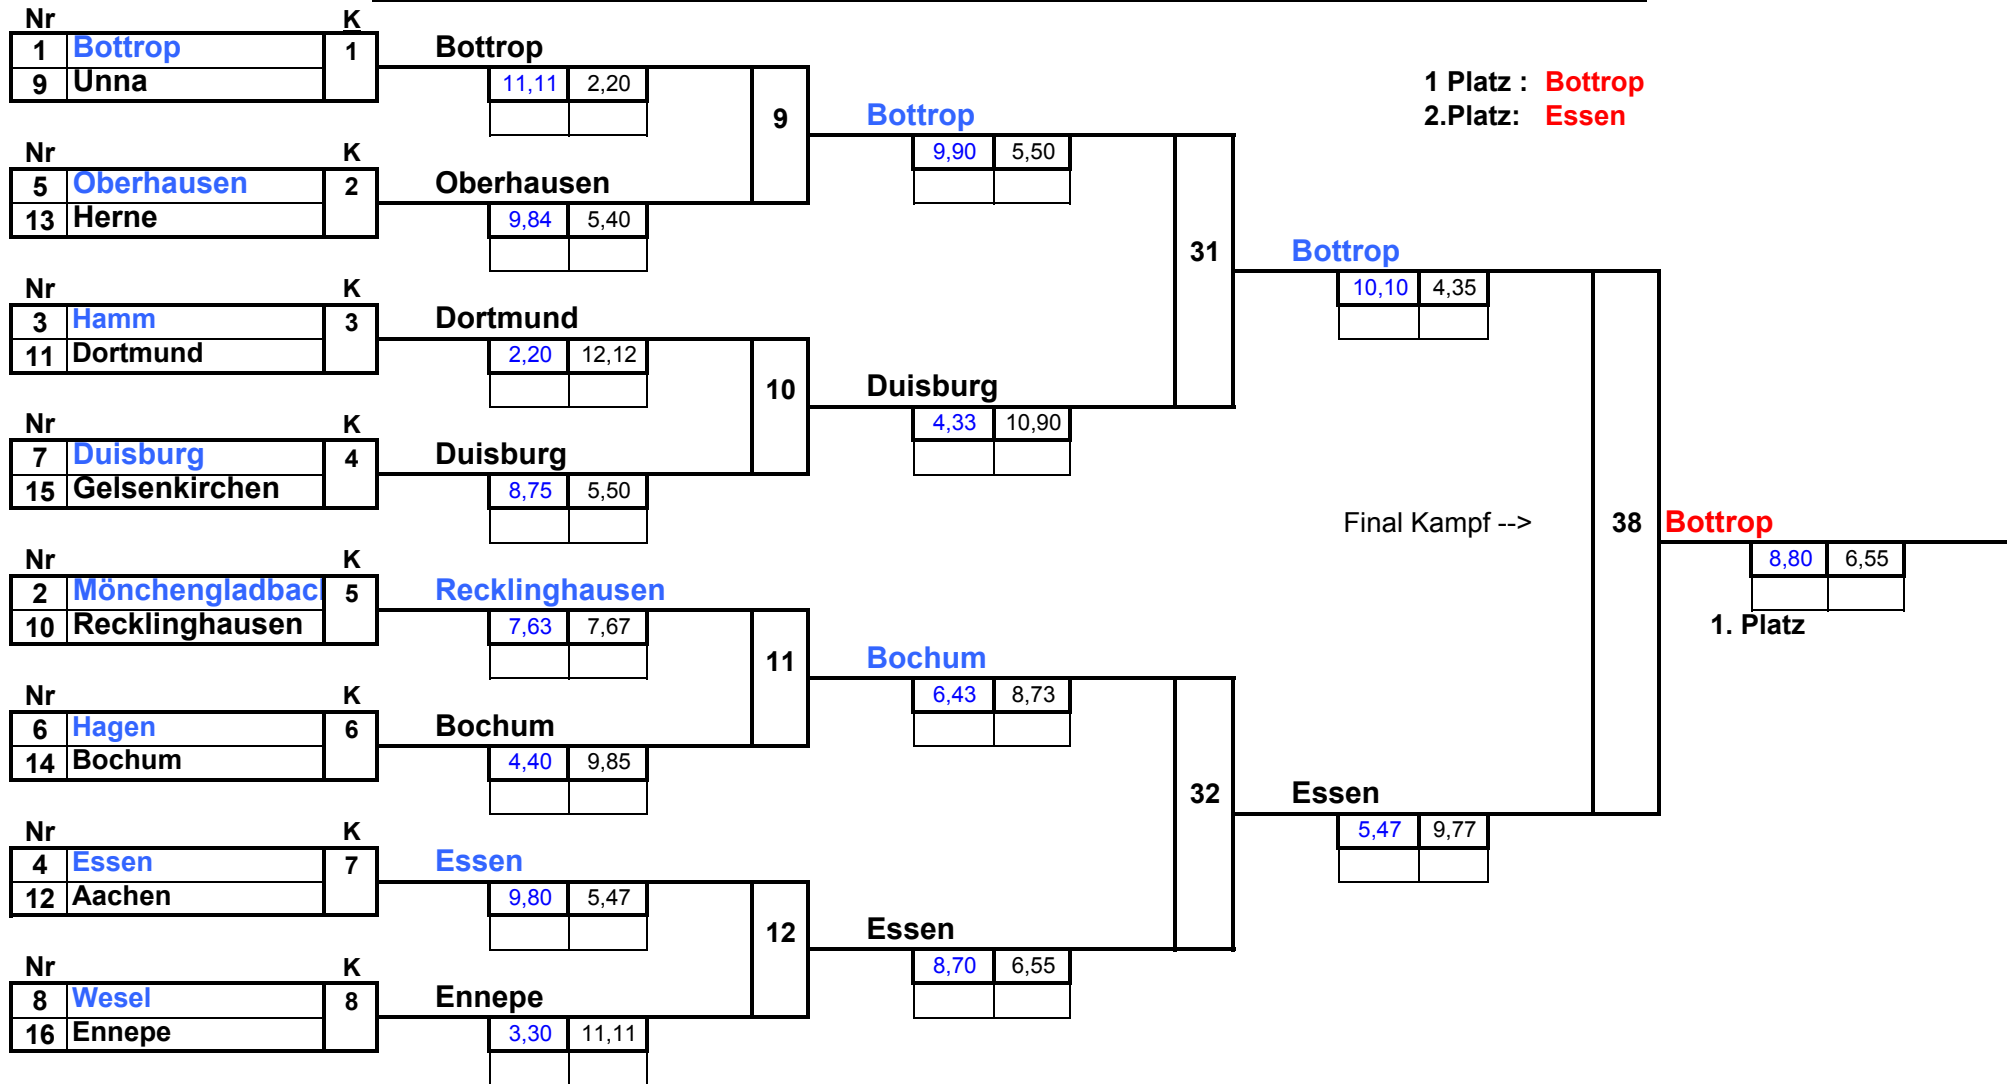 Nr K
1 Bottrop 1 Bottrop
9 Unna 11,11 2,20
1 Platz : Bottrop
9 Bottrop
2.Platz: Essen
Nr K
9,90 5,50
5 Oberhausen 2 Oberhausen
13 Herne 9,84 5,40
31 Bottrop
Nr K
10,10 4,35
3 Hamm 3 Dortmund
11 Dortmund 2,20 12,12
10 Duisburg
Nr K
4,33 10,90
7 Duisburg 4 Duisburg
15 Gelsenkirchen 8,75 5,50
Final Kampf --> 38 Bottrop
Nr K
8,80 6,55
2 Mönchengladbac 5 Recklinghausen
10 Recklinghausen 7,63 7,67
1. Platz
11 Bochum
Nr K
6,43 8,73
6 Hagen 6 Bochum
14 Bochum 4,40 9,85
32 Essen
Nr K
5,47 9,77
4 Essen 7 Essen
12 Aachen 9,80 5,47
12 Essen
Nr K
8,70 6,55
8 Wesel 8 Ennepe
16 Ennepe 3,30 11,11